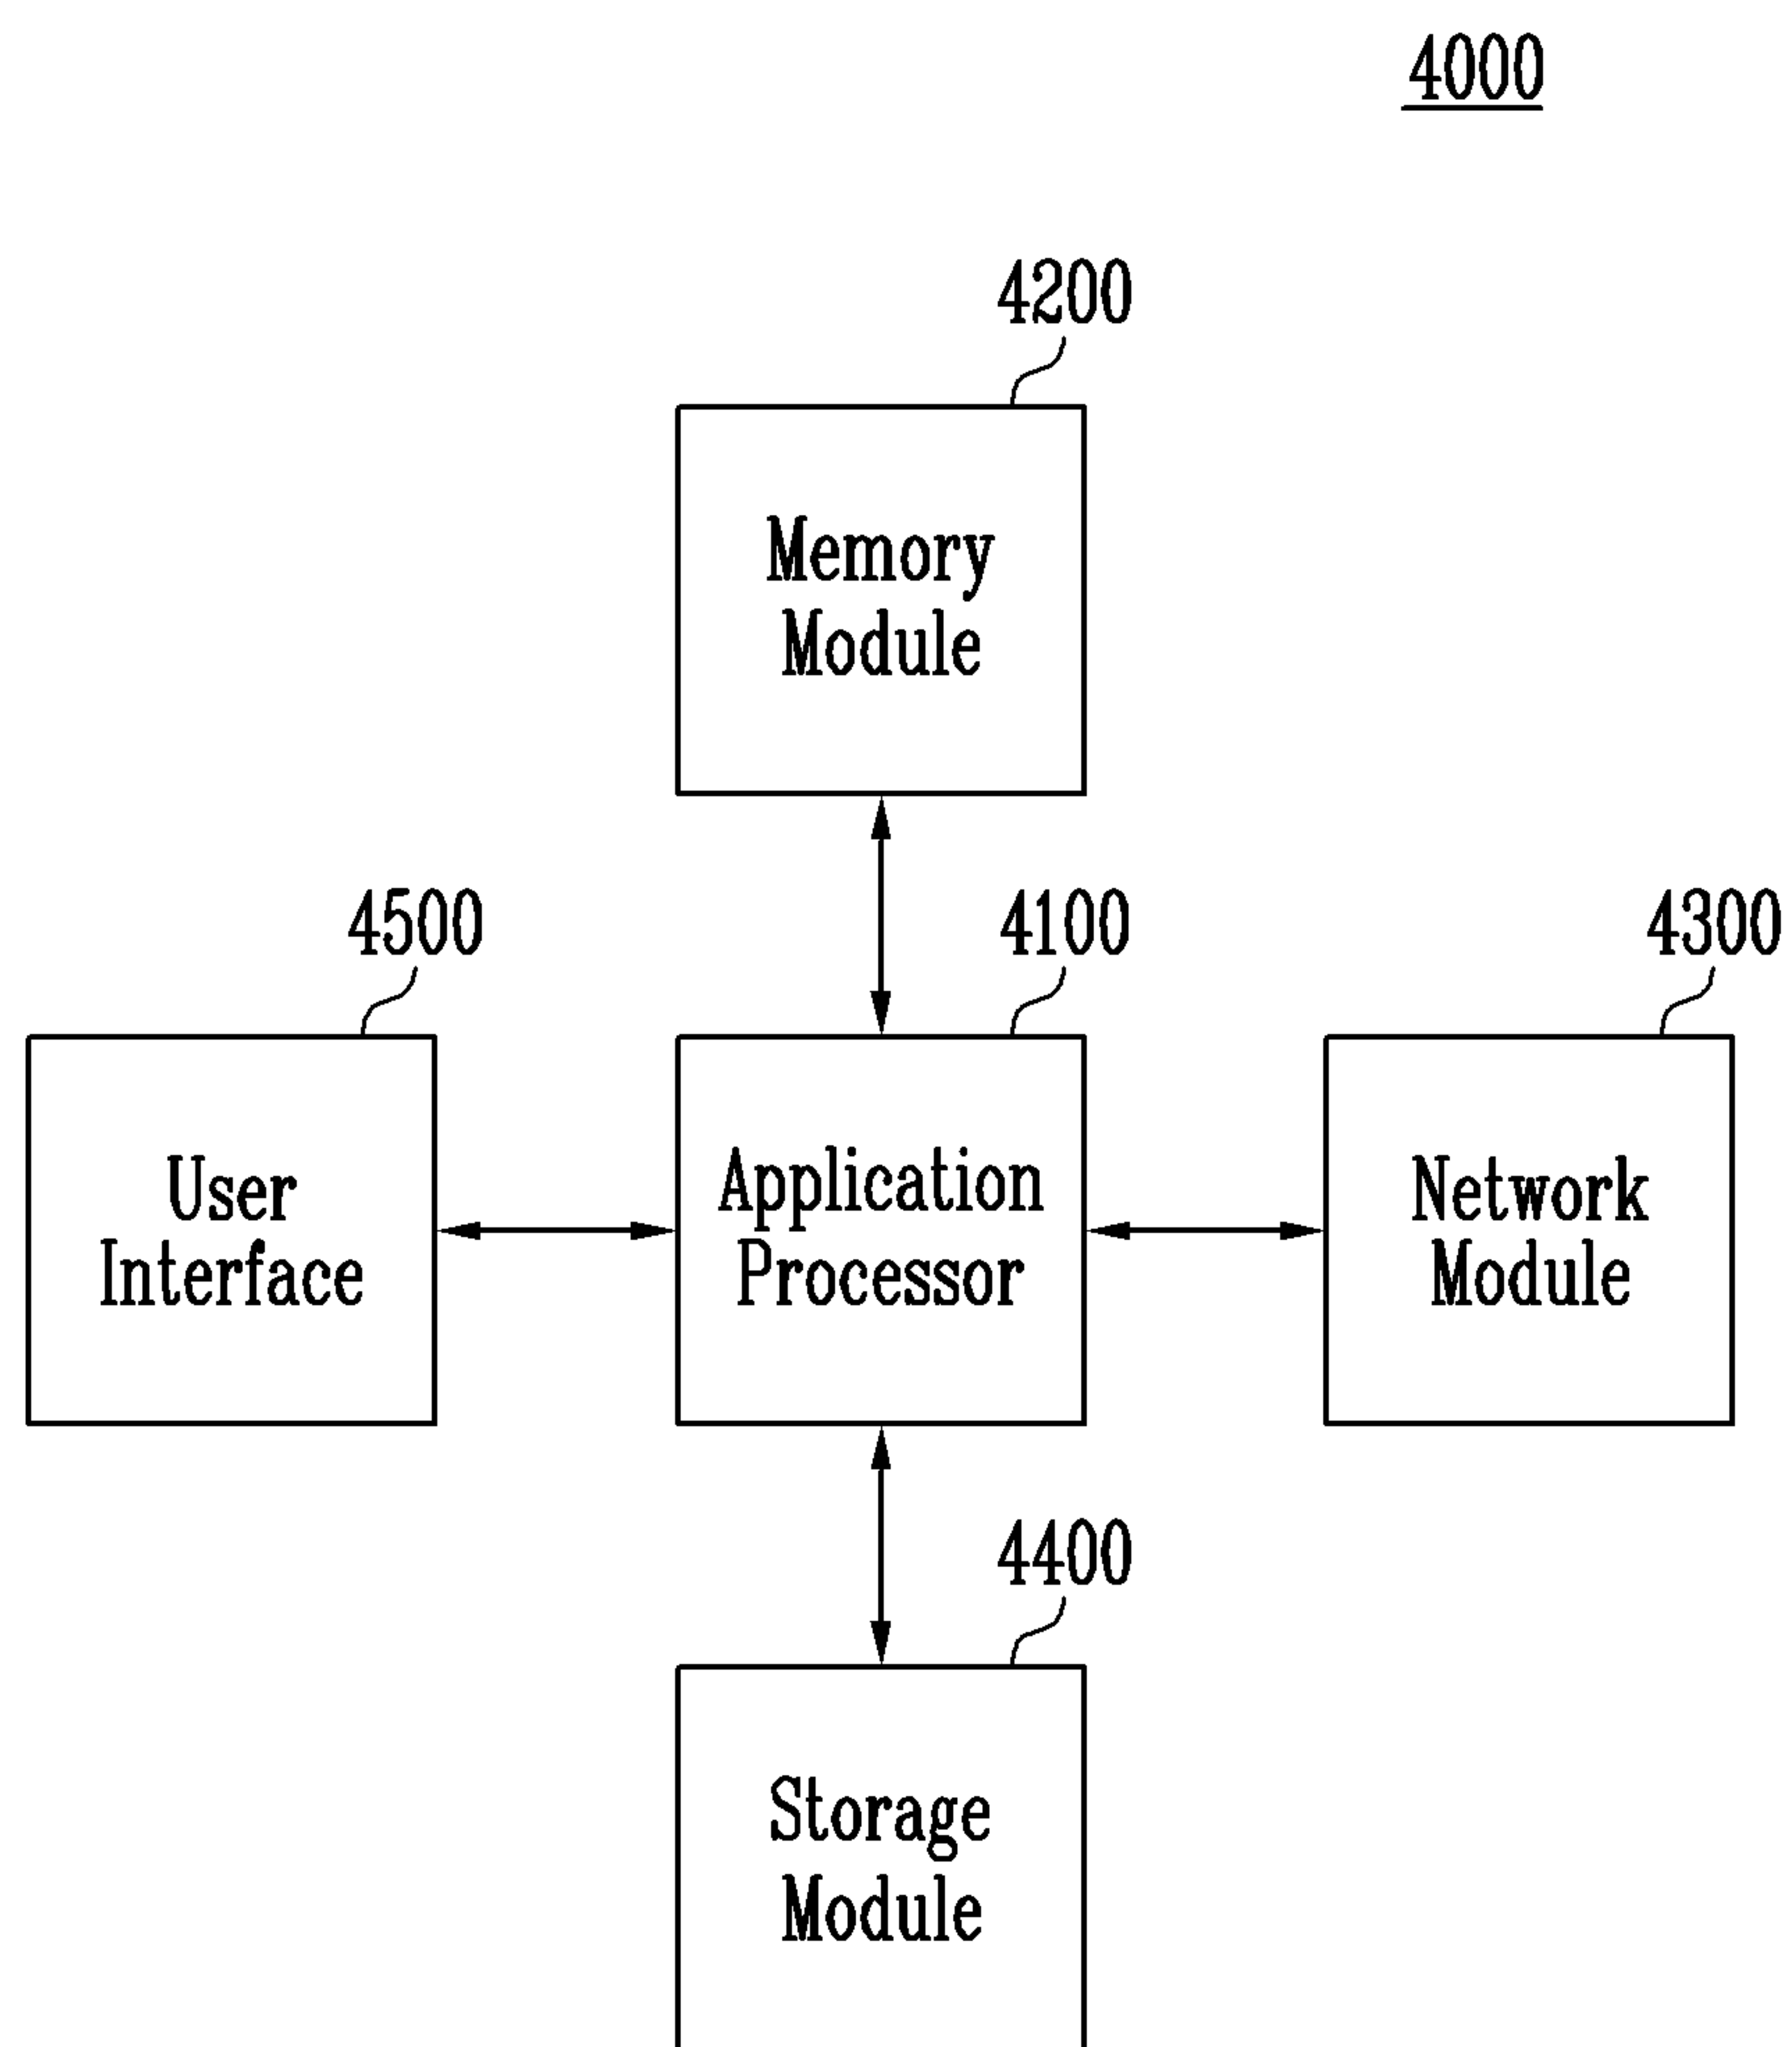 4000
4200
Memory
Module
4500
4100
4300
User
Interface
Application
Processor
Network
Module
4400
Storage
Module